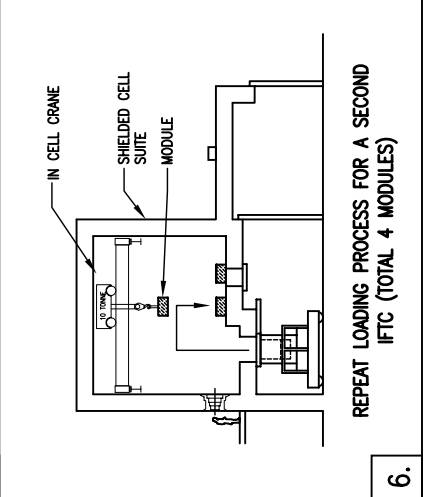 IN CELL CRANE
SHIELDED CELL
SUITE
MODULE
10 TONNE
REPEAT LOADING PROCESS FOR A SECOND
IFTC (TOTAL 4 MODULES)
6.